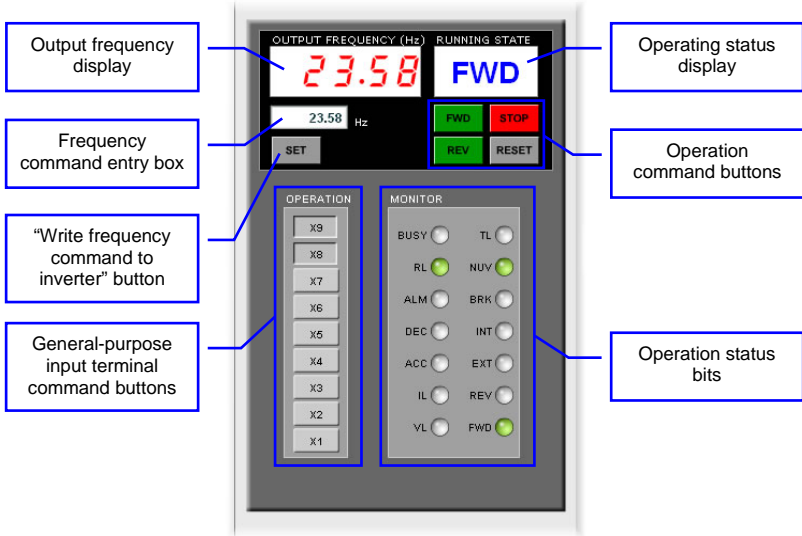 Output frequency
display
Frequency
command entry box
“Write frequency
command to
inverter” button
General-purpose
input terminal
command buttons
OUTPUT FREQUENCY (Hz)
RUNNING STATE
23.58
FWD
23.58 Hz
FWD
STOP
SET
REV
RESET
OPERATION
X9
X8
X7
X6
X5
X4
X3
X2
X1
MONITOR
BUSY
TL
RL
NUV
ALM
BRK
DEC
INT
ACC
EXT
IL
REV
VL
FWD
Operating status
display
Operation
command buttons
Operation status
bits